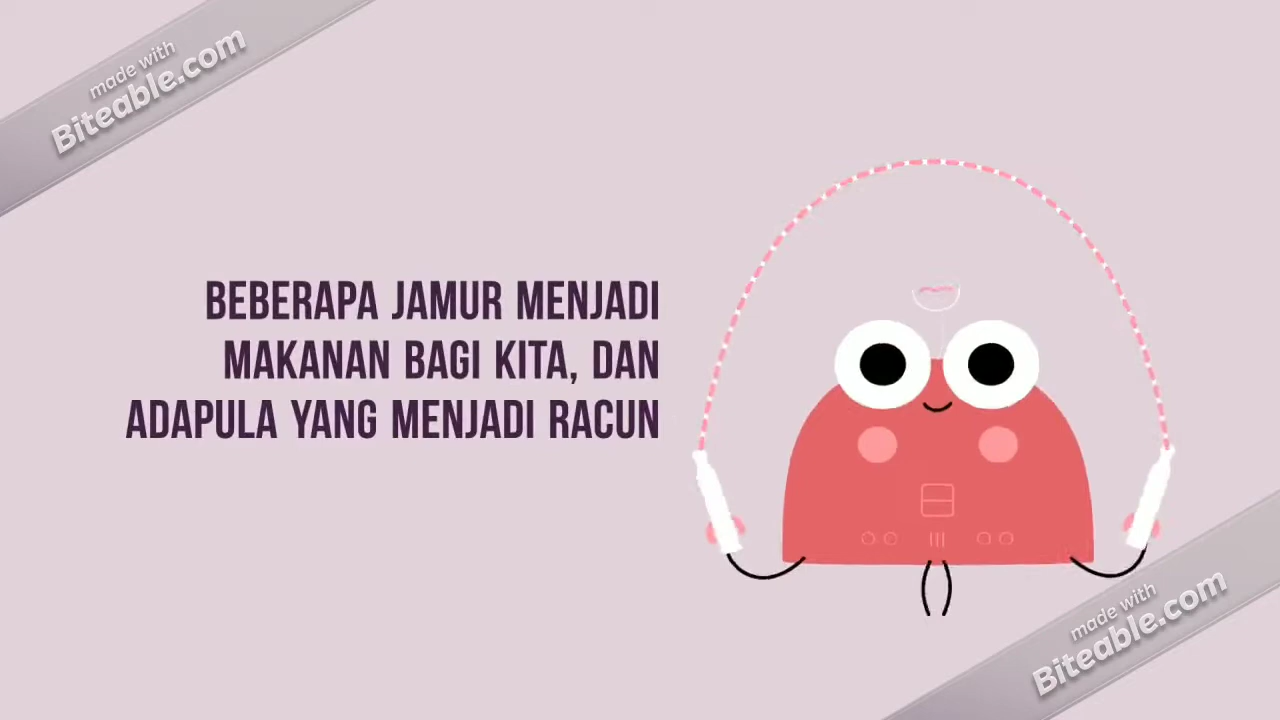 made with
Biteable.com
BEBERAPA JAMUR MENJADI
MAKANAN BAGI KITA, DAN
ADAPULA YANG MENJADI RACUN
made with
Biteable.com